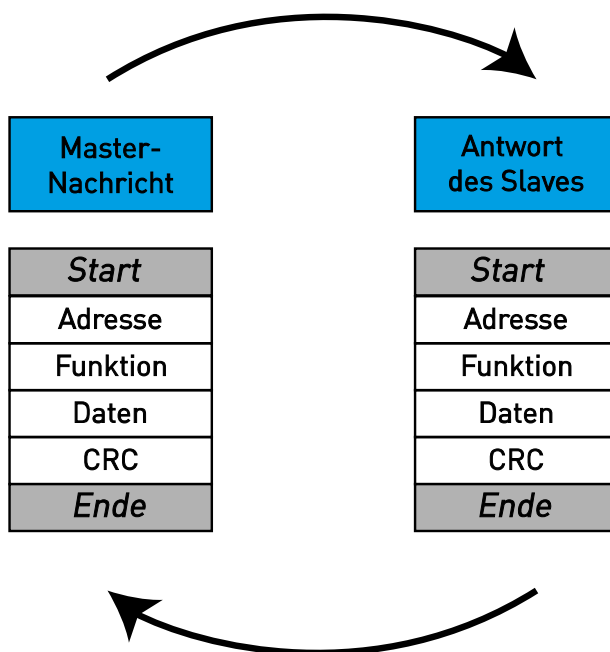 Master-
Nachricht
Start
Adresse
Funktion
Daten
CRC
Ende
Antwort
des Slaves
Start
Adresse
Funktion
Daten
CRC
Ende